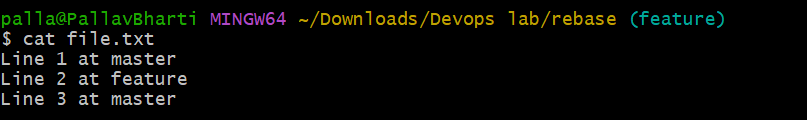 palla@PallavBharti MINGW64 ~/Downloads/Devops lab/rebase (feature)
$ cat file.txt
Line 1 at master
Line 2 at feature
Line 3 at master